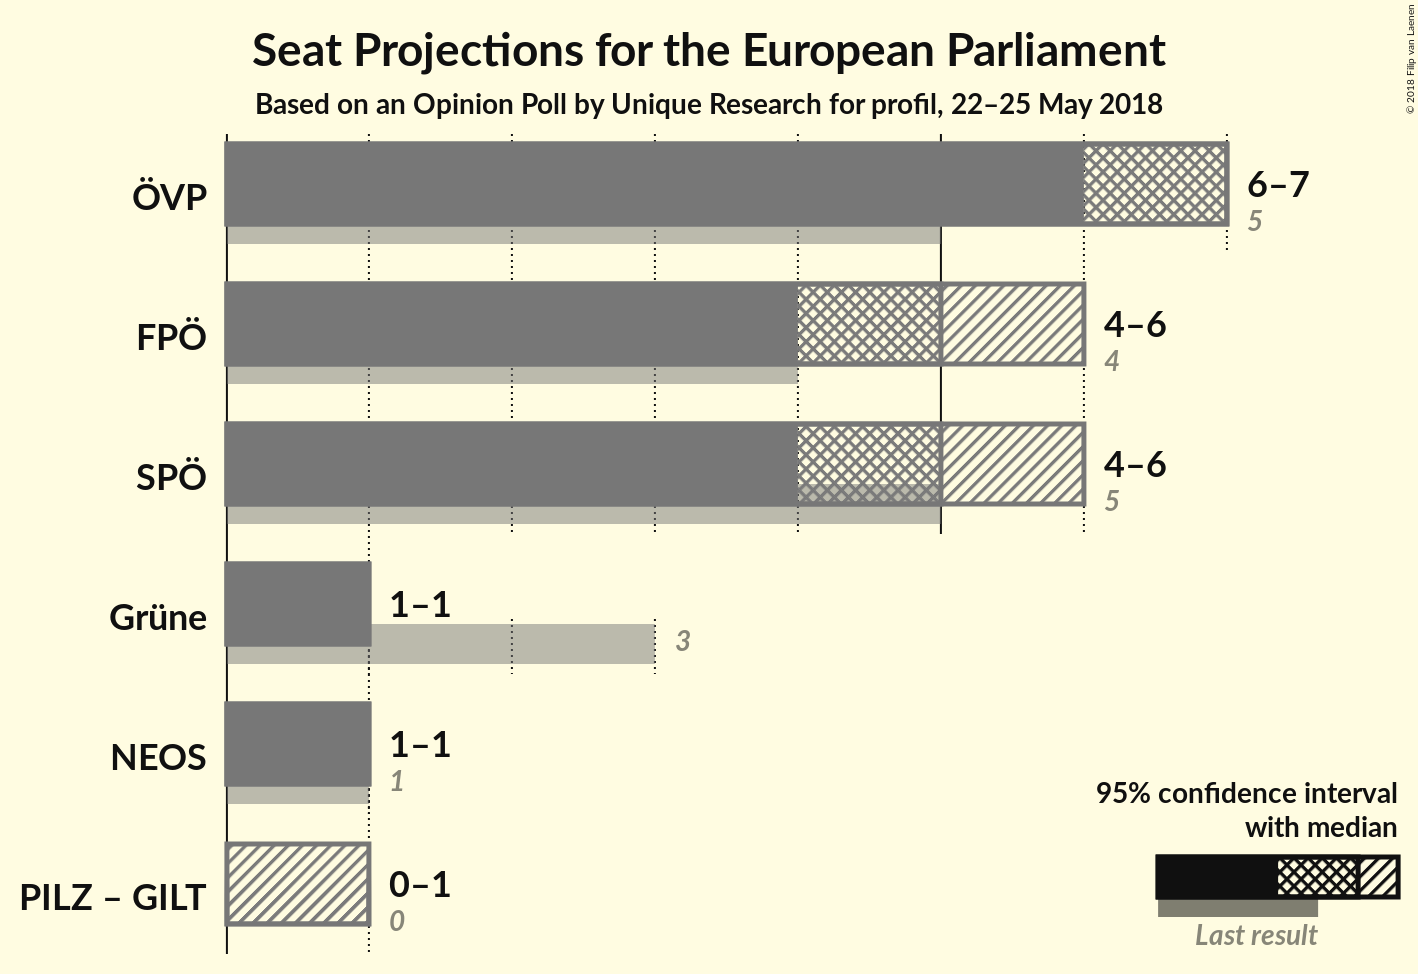 Seat Projections for the European Parliament
Based on an Opinion Poll by Unique Research for profil, 22–25 May 2018
© 2018 Filip van Laenen
ÖVP
6–7
5
FPÖ
4–6
4
SPÖ
4–6
5
Grüne
1–1
3
NEOS
1–1
1
PILZ – GILT
0–1
0
95% confidence interval
with median
Last result